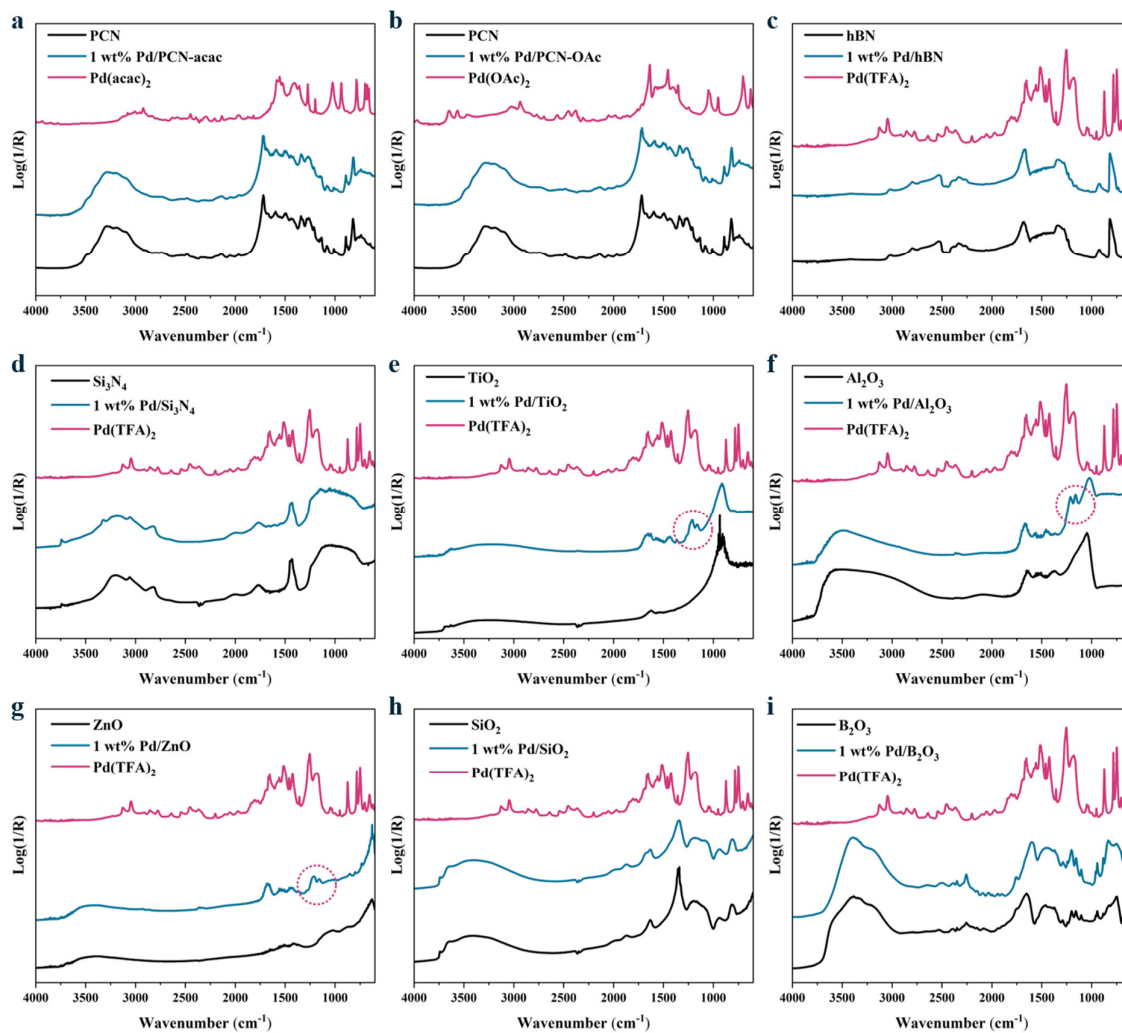 a
PCN
1 wt% Pd/PCN-acac
Pd(acac)₂
Log(1/R)
4000 3500 3000 2500 2000 1500 1000
Wavenumber (cm⁻¹)
b
PCN
1 wt% Pd/PCN-OAc
Pd(OAc)₂
Log(1/R)
4000 3500 3000 2500 2000 1500 1000
Wavenumber (cm⁻¹)
c
hBN
1 wt% Pd/hBN
Pd(TFA)₂
Log(1/R)
4000 3500 3000 2500 2000 1500 1000
Wavenumber (cm⁻¹)
d
Si₃N₄
1 wt% Pd/Si₃N₄
Pd(TFA)₂
Log(1/R)
4000 3500 3000 2500 2000 1500 1000
Wavenumber (cm⁻¹)
e
TiO₂
1 wt% Pd/TiO₂
Pd(TFA)₂
Log(1/R)
4000 3500 3000 2500 2000 1500 1000
Wavenumber (cm⁻¹)
f
Al₂O₃
1 wt% Pd/Al₂O₃
Pd(TFA)₂
Log(1/R)
4000 3500 3000 2500 2000 1500 1000
Wavenumber (cm⁻¹)
g
ZnO
1 wt% Pd/ZnO
Pd(TFA)₂
Log(1/R)
4000 3500 3000 2500 2000 1500 1000
Wavenumber (cm⁻¹)
h
SiO₂
1 wt% Pd/SiO₂
Pd(TFA)₂
Log(1/R)
4000 3500 3000 2500 2000 1500 1000
Wavenumber (cm⁻¹)
i
B₂O₃
1 wt% Pd/B₂O₃
Pd(TFA)₂
Log(1/R)
4000 3500 3000 2500 2000 1500 1000
Wavenumber (cm⁻¹)